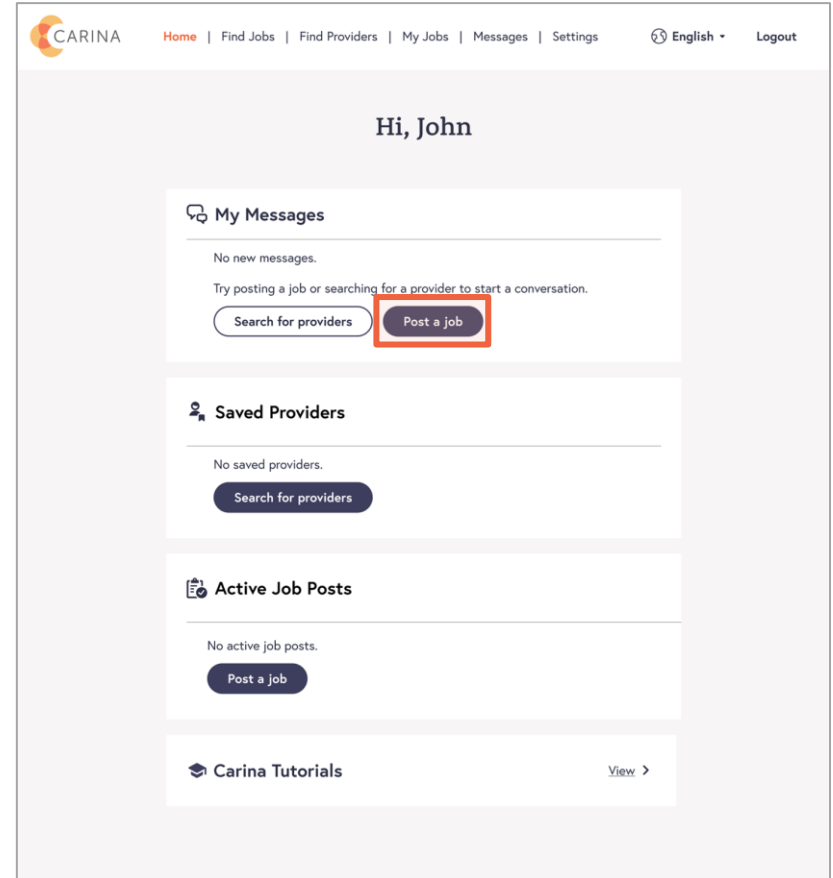 CARINA Home | Find Jobs | Find Providers | My Jobs | Messages | Settings English Logout
Hi, John
My Messages
No new messages.
Try posting a job or searching for a provider to start a conversation.
Search for providers Post a job
Saved Providers
No saved providers.
Search for providers
Active Job Posts
No active job posts.
Post a job
Carina Tutorials View >